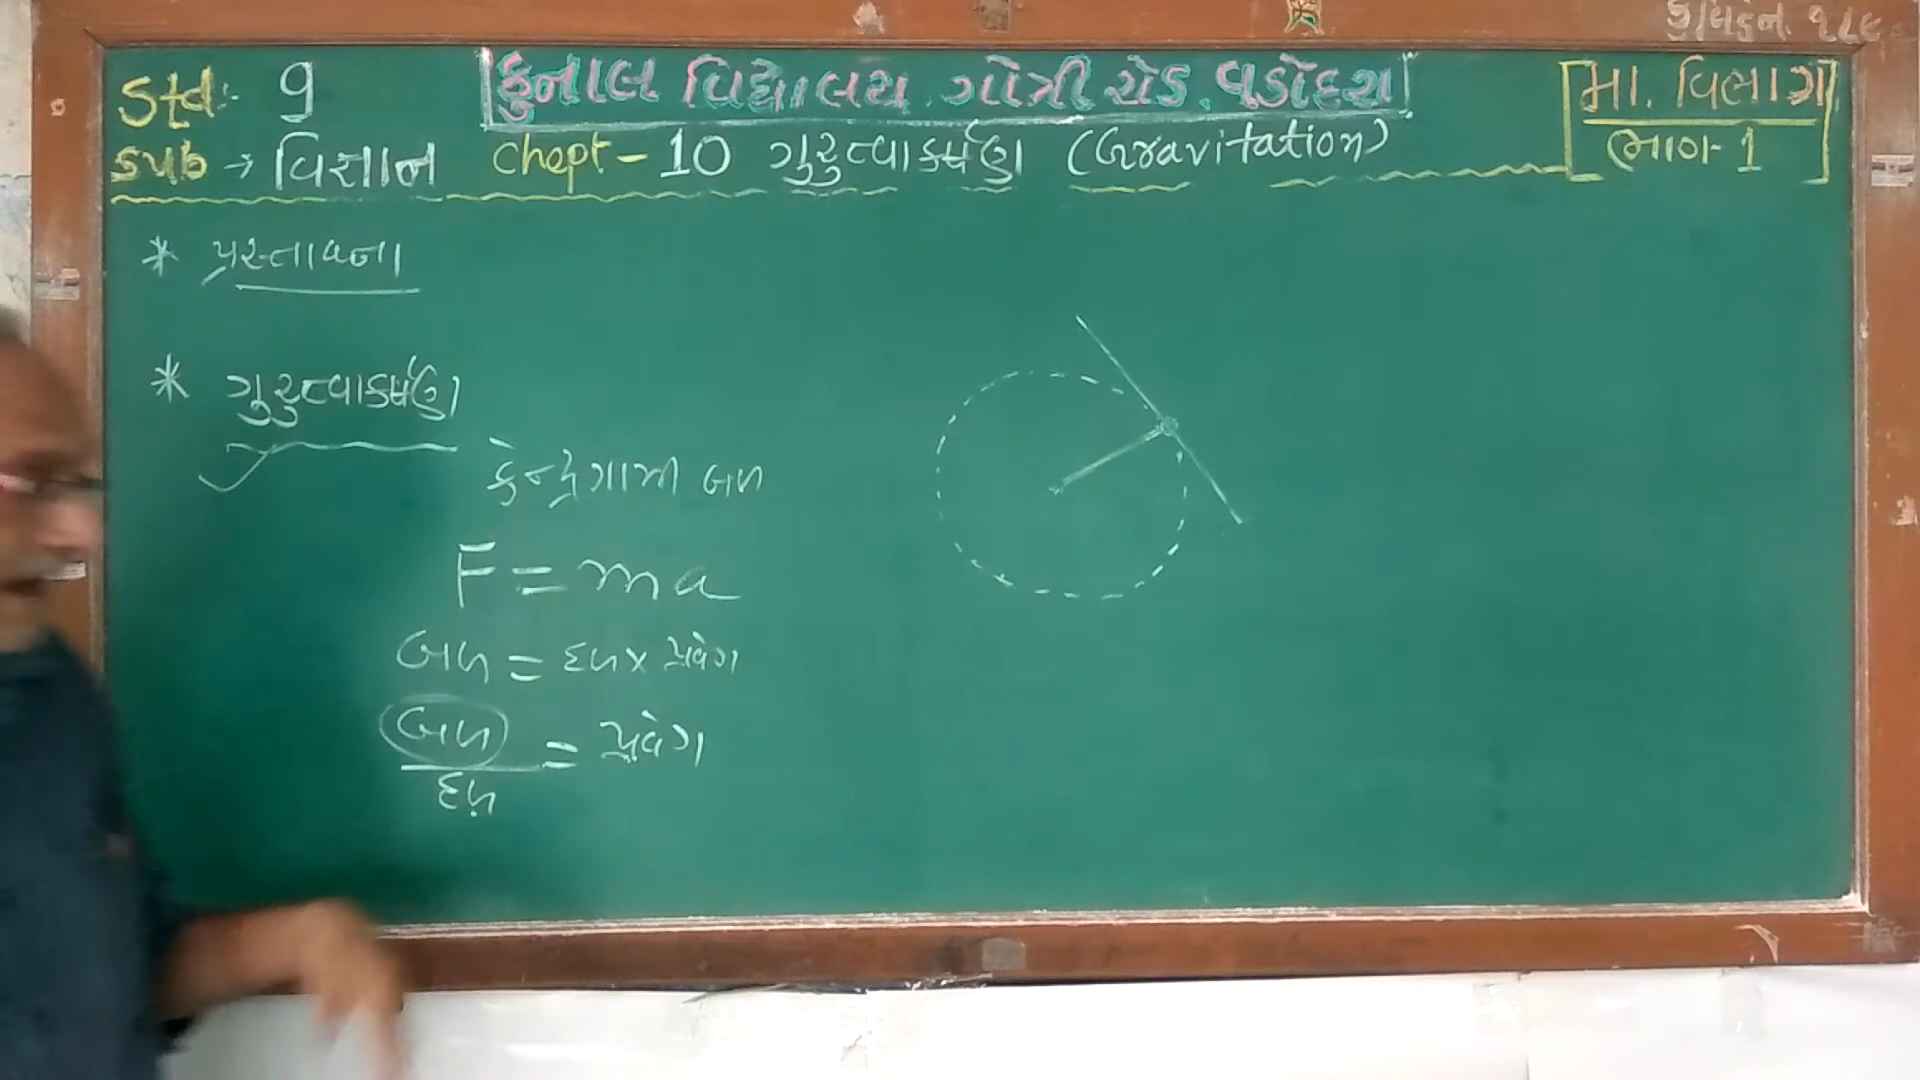 Std:- 9
કુનાલ વિદ્યાલય ગોત્રી રોડ. વડોદરા
મા. વિભાગ
ભાગ-1
sub → વિજ્ઞાન
Chept - 10 ગુરુત્વાકર્ષણ (Gravitation)
* પ્રસ્તાવના
* ગુરુત્વાકર્ષણ
કેન્દ્રગામી બળ
F = ma
બળ = દળ x પ્રવેગ
બળ = પ્રવેગ
દળ